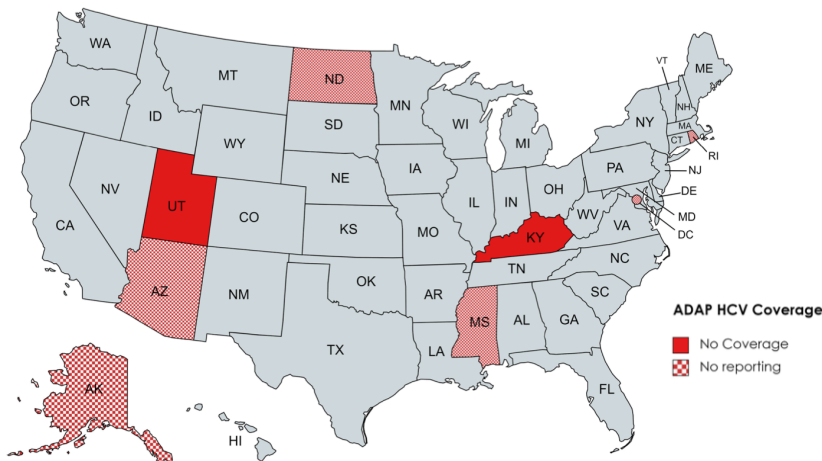 WA
MT
ND
MN
VT
ME
OR
ID
SD
WI
MI
NY
NH
MA
CT
RI
WY
NE
IA
PA
NJ
NV
UT
CO
IL
IN
OH
DE
MD
DC
CA
KS
MO
WV
VA
KY
AZ
NM
OK
AR
TN
NC
SC
MS
AL
GA
TX
LA
FL
AK
HI
ADAP HCV Coverage
No Coverage
No reporting